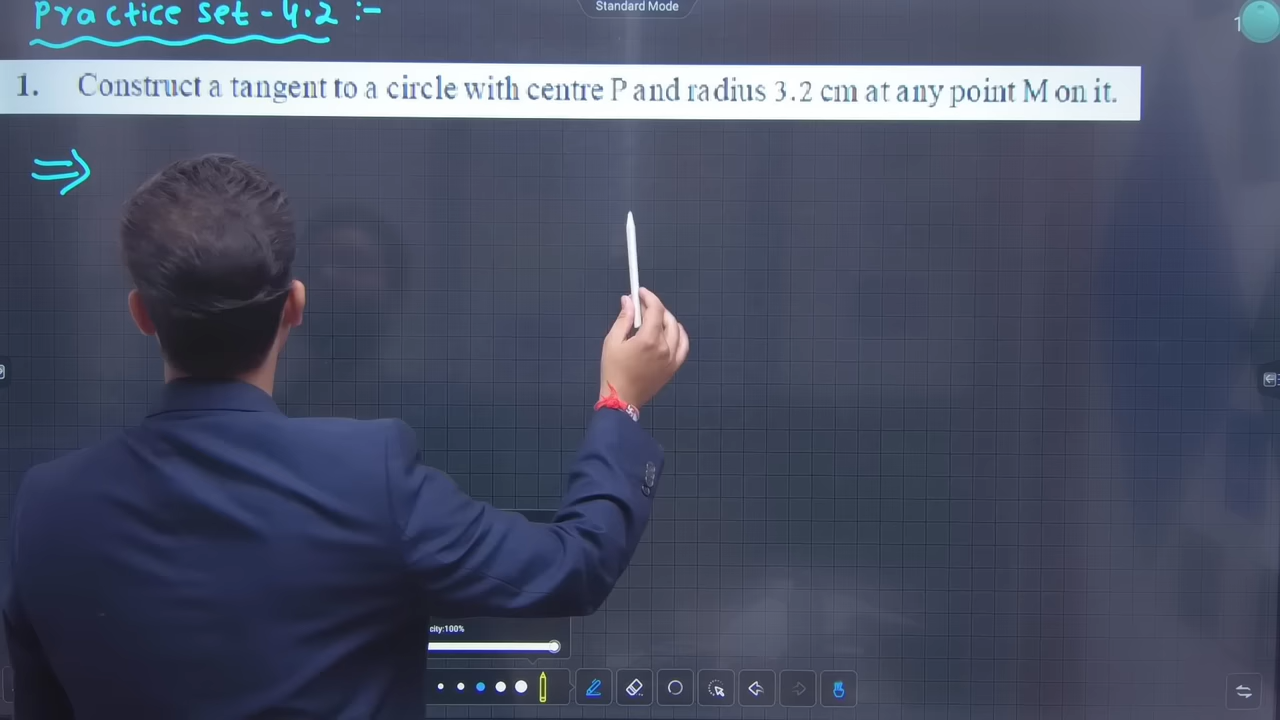 Standard Mode
Practice Set - 4.2 :-
1. Construct a tangent to a circle with centre P and radius 3.2 cm at any point M on it.
⇒
city:100%